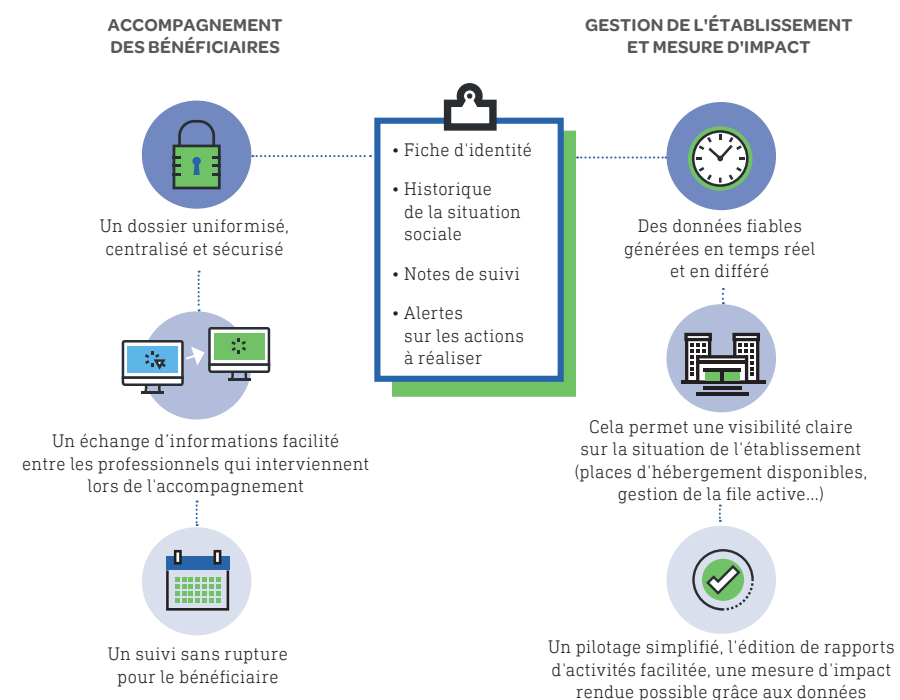 ACCOMPAGNEMENT
DES BÉNÉFICIAIRES
Un dossier uniformisé,
centralisé et sécurisé
Un échange d'informations facilité
entre les professionnels qui interviennent
lors de l'accompagnement
Un suivi sans rupture
pour le bénéficiaire
• Fiche d'identité
• Historique
de la situation
sociale
• Notes de suivi
• Alertes
sur les actions
à réaliser
GESTION DE L'ÉTABLISSEMENT
ET MESURE D'IMPACT
Des données fiables
générées en temps réel
et en différé
Cela permet une visibilité claire
sur la situation de l'établissement
(places d'hébergement disponibles,
gestion de la file active...)
Un pilotage simplifié, l'édition de rapports
d'activités facilitée, une mesure d'impact
rendue possible grâce aux données